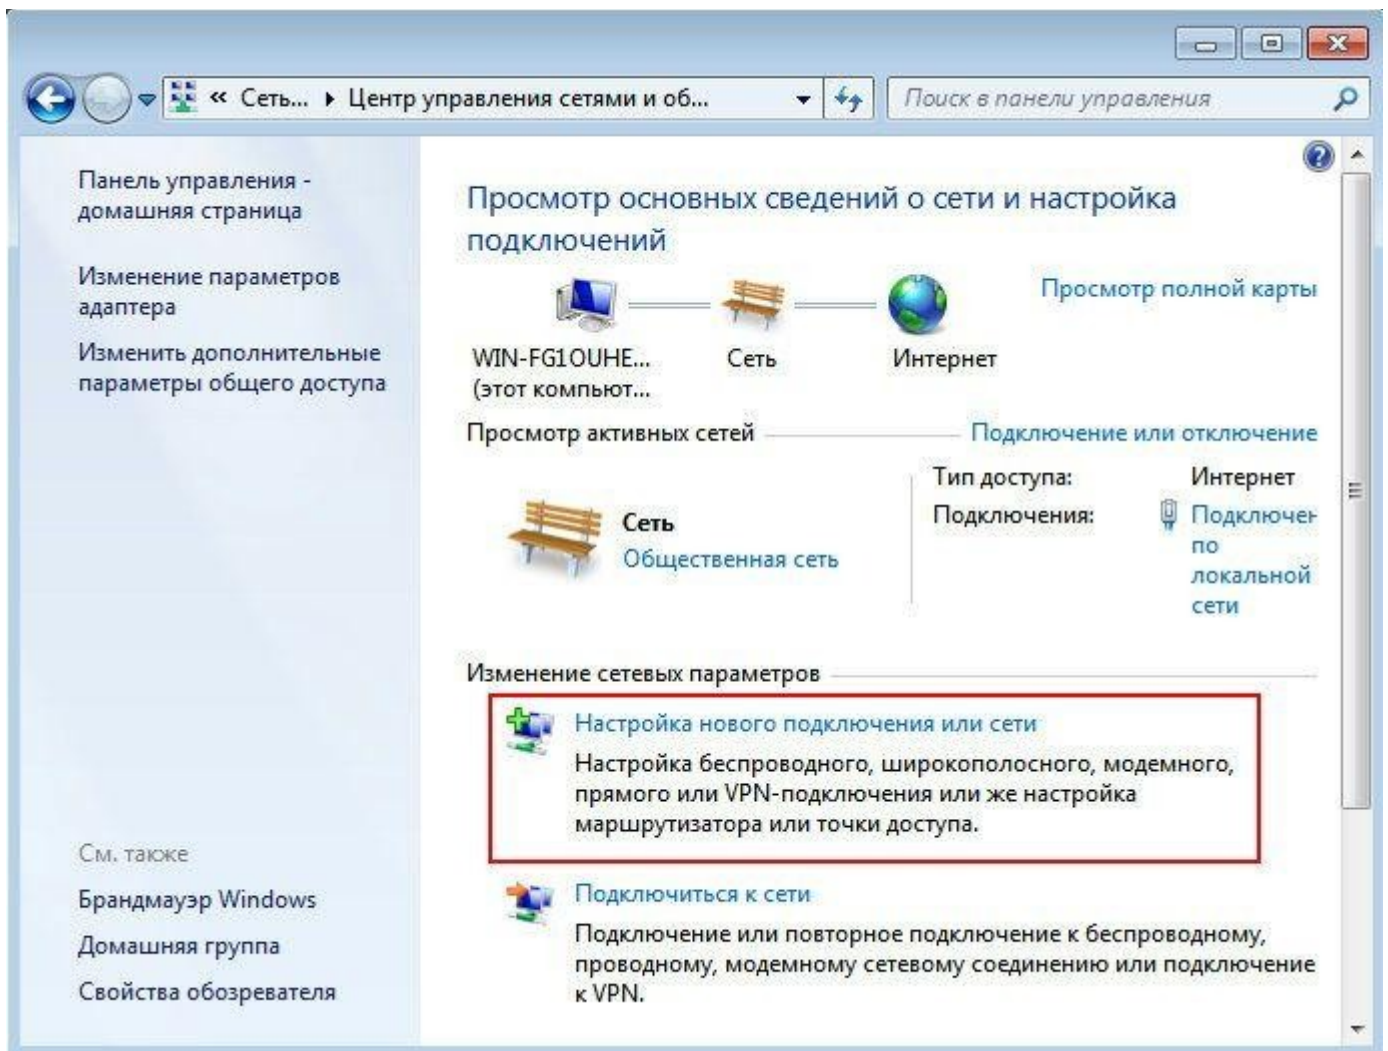 « Сеть... Центр управления сетями и об...
Поиск в панели управления
Панель управления -
домашняя страница
Изменение параметров
адаптера
Изменить дополнительные
параметры общего доступа
См. также
Брандмауэр Windows
Домашняя группа
Свойства обозревателя
Просмотр основных сведений о сети и настройка
подключений
Просмотр полной карты
WIN-FG1OUHE...
(этот компьют...
Сеть
Интернет
Просмотр активных сетей
Подключение или отключение
Сеть
Общественная сеть
Тип доступа: Интернет
Подключения: Подключен
по
локальной
сети
Изменение сетевых параметров
Настройка нового подключения или сети
Настройка беспроводного, широкополосного, модемного,
прямого или VPN-подключения или же настройка
маршрутизатора или точки доступа.
Подключиться к сети
Подключение или повторное подключение к беспроводному,
проводному, модемному сетевому соединению или подключение
к VPN.